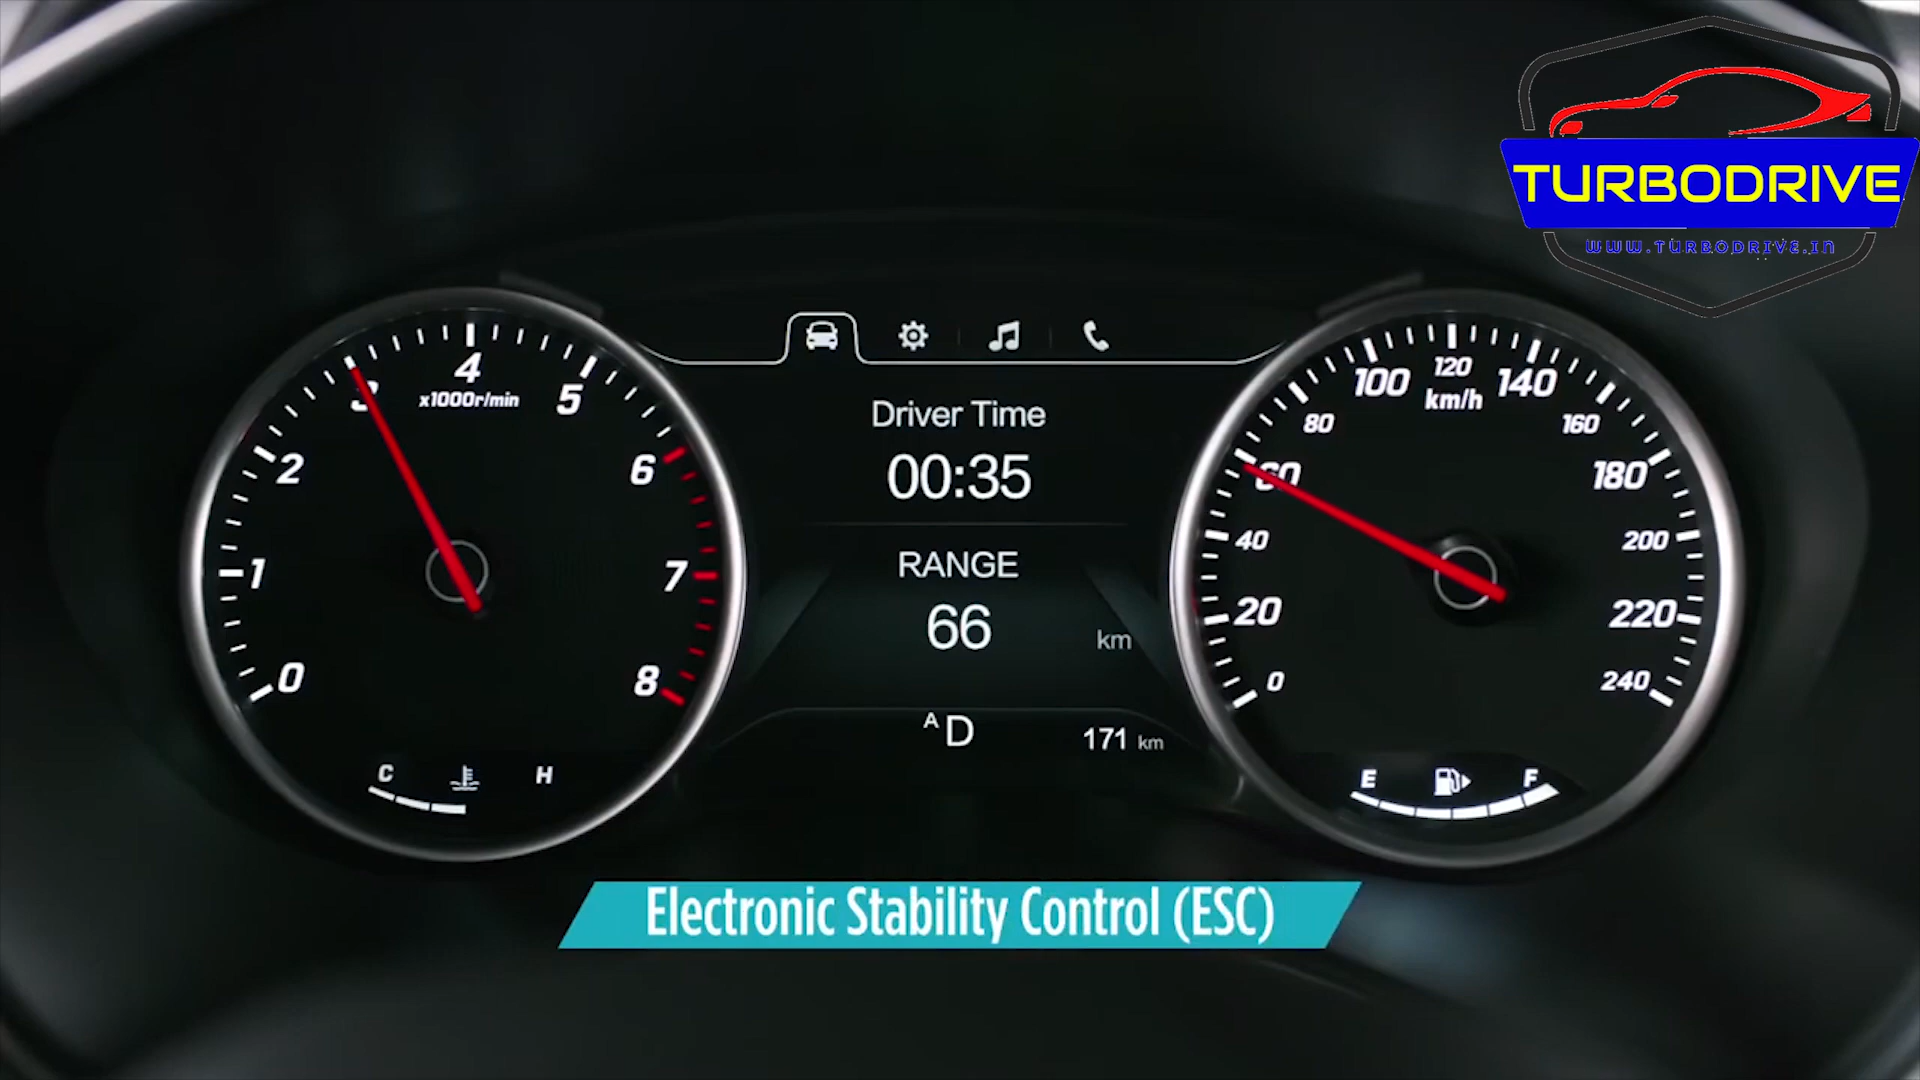 TURBODRIVE
WWW.TURBODRIVE.IN
0
1
2
3
4
x1000r/min
5
6
7
8
C
H
Driver Time
00:35
RANGE
66 km
A D
171 km
0
20
40
60
80
100
120
km/h
140
160
180
200
220
240
E
F
Electronic Stability Control (ESC)